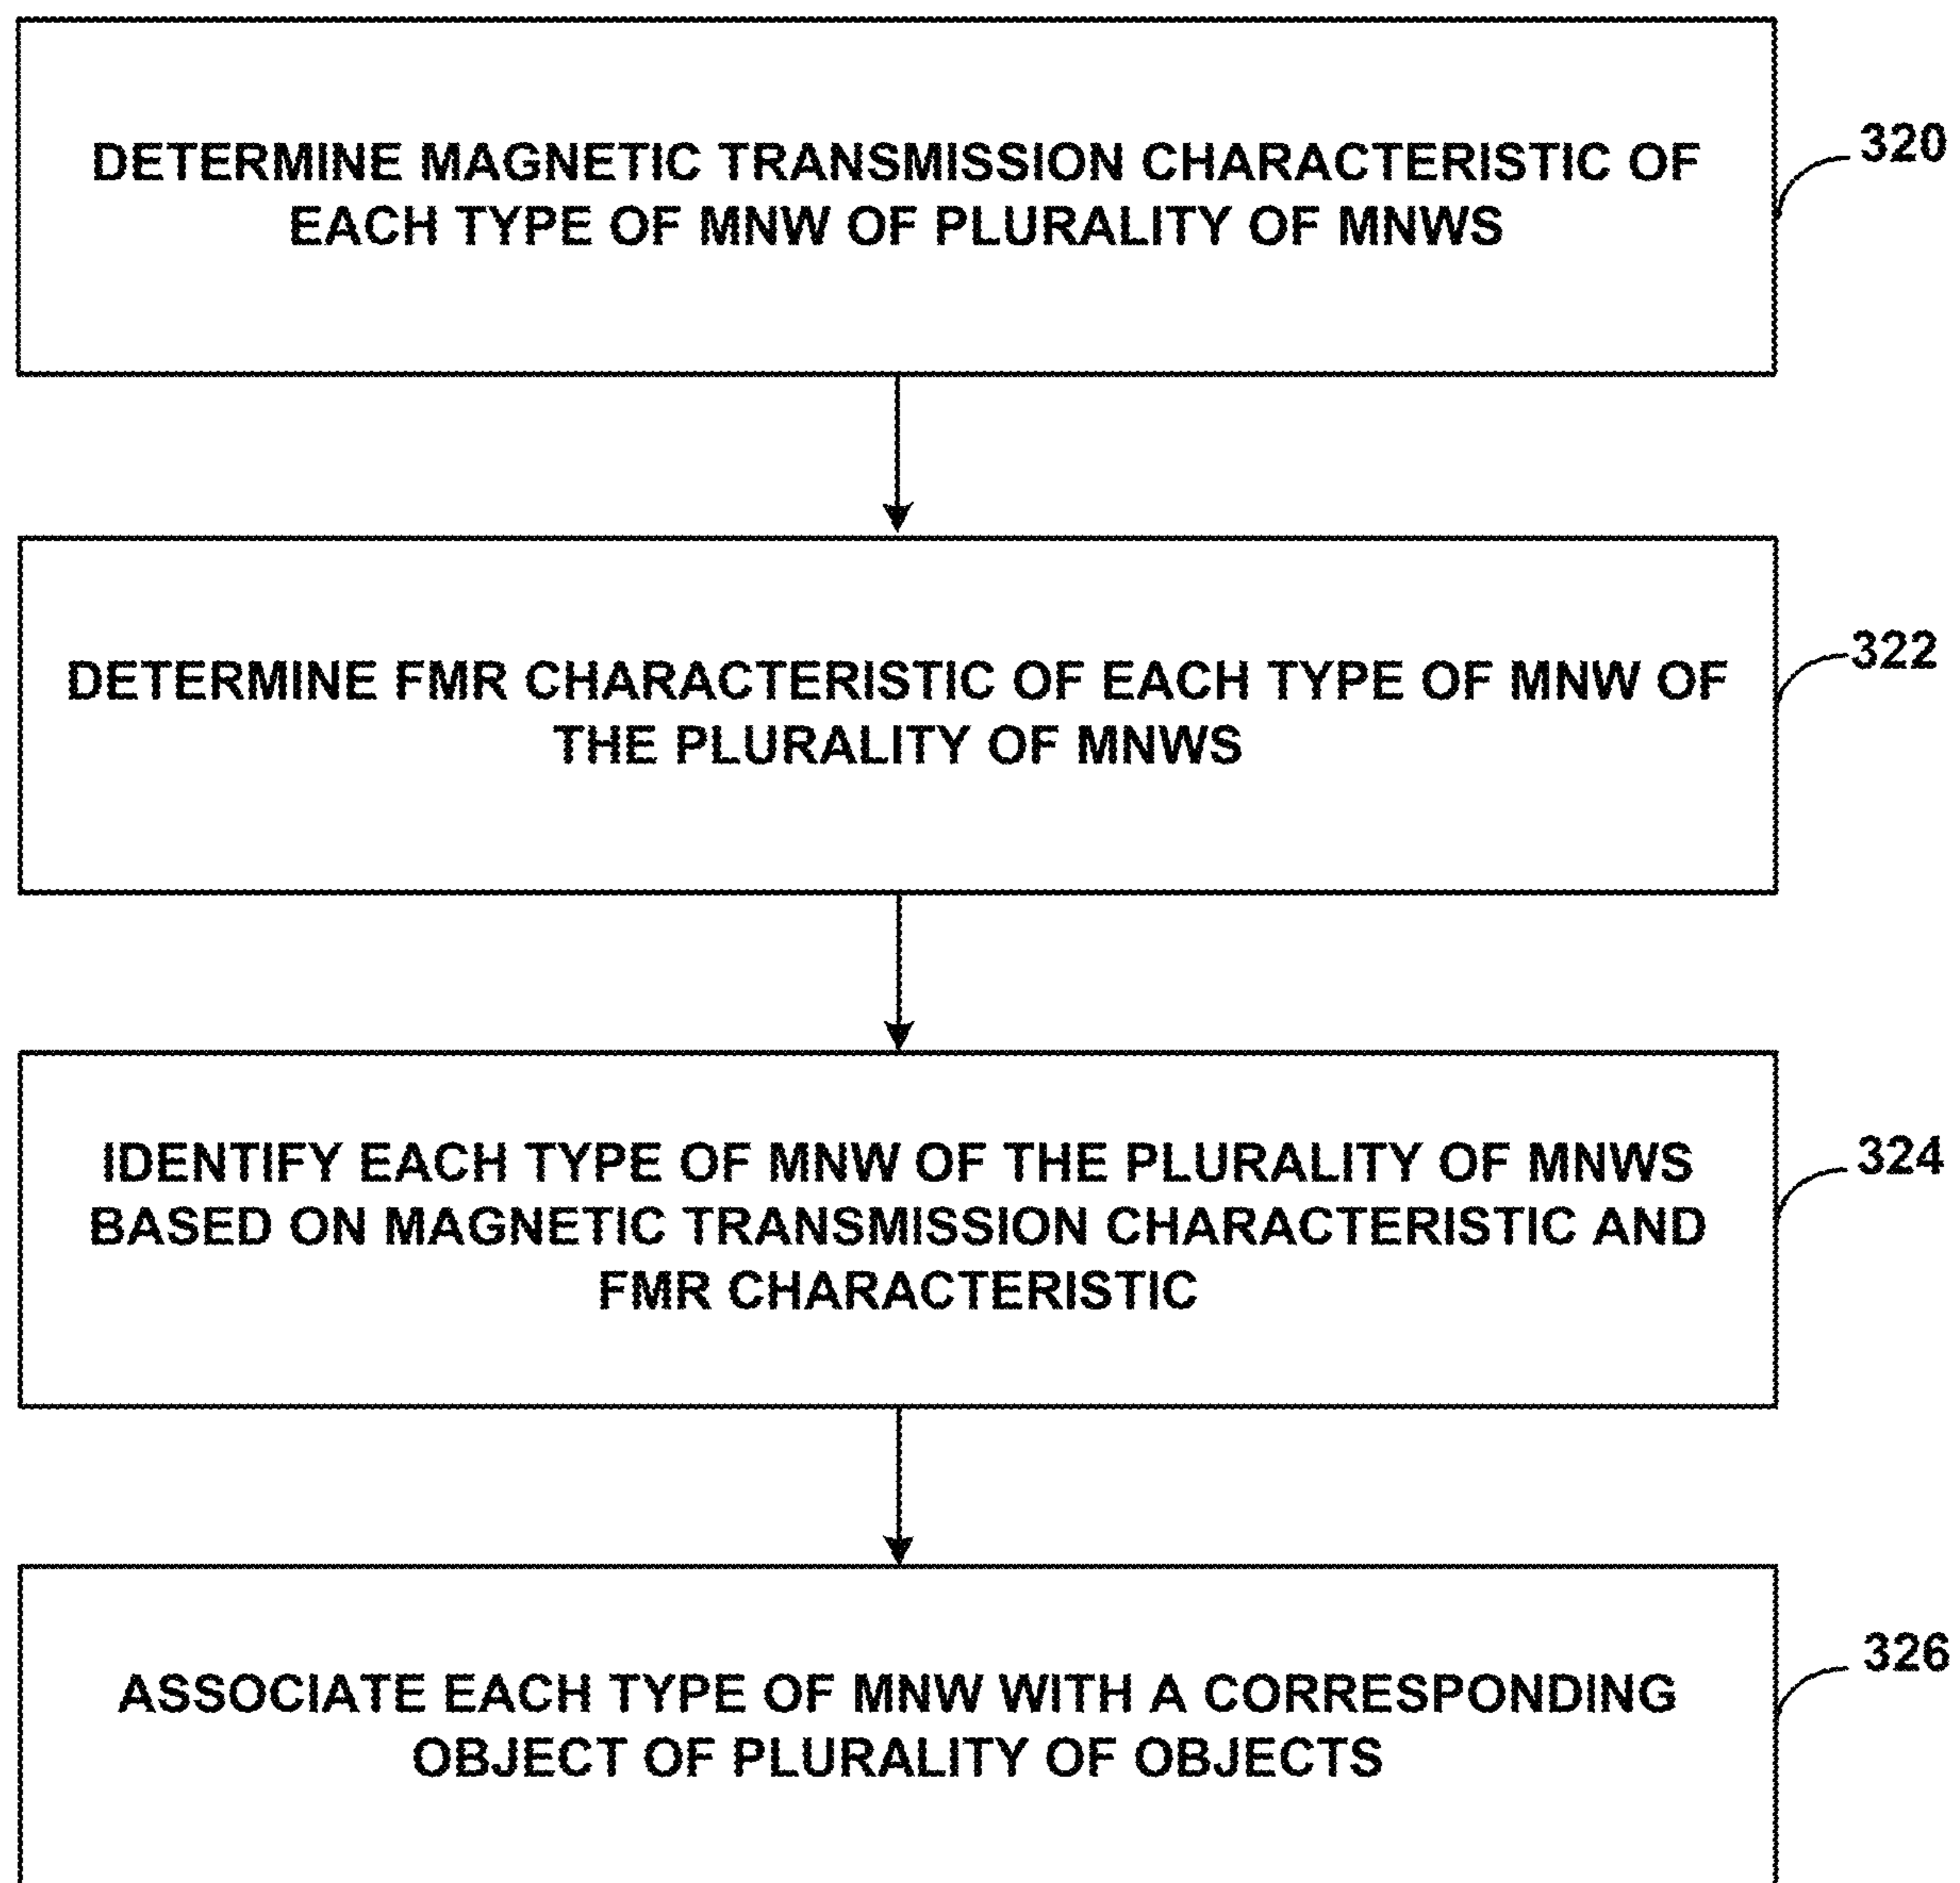 DETERMINE MAGNETIC TRANSMISSION CHARACTERISTIC OF
EACH TYPE OF MNW OF PLURALITY OF MNWS
320
DETERMINE FMR CHARACTERISTIC OF EACH TYPE OF MNW OF
THE PLURALITY OF MNWS
322
IDENTIFY EACH TYPE OF MNW OF THE PLURALITY OF MNWS
BASED ON MAGNETIC TRANSMISSION CHARACTERISTIC AND
FMR CHARACTERISTIC
324
ASSOCIATE EACH TYPE OF MNW WITH A CORRESPONDING
OBJECT OF PLURALITY OF OBJECTS
326